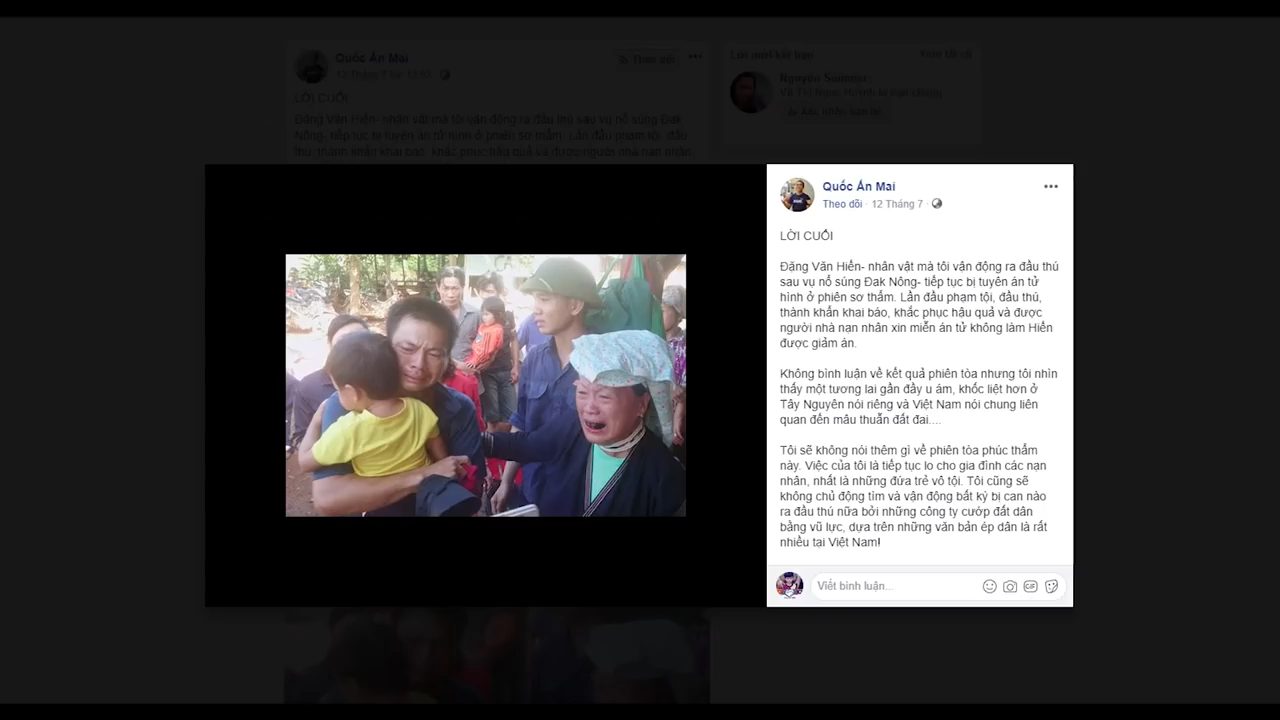 Quốc Ấn Mai
LỜI CUỐI
Quốc Ấn Mai
Theo dõi · 12 Tháng 7 ·
LỜI CUỐI
Đặng Văn Hiến- nhân vật mà tôi vận động ra đầu thú
sau vụ nổ súng Đak Nông- tiếp tục bị tuyên án tử
hình ở phiên sơ thẩm. Lần đầu phạm tội, đầu thú,
thành khẩn khai báo, khắc phục hậu quả và được
người nhà nạn nhân xin miễn án tử không làm Hiến
được giảm án.
Không bình luận về kết quả phiên tòa nhưng tôi nhìn
thấy một tương lai gần đầy u ám, khốc liệt hơn ở
Tây Nguyên nói riêng và Việt Nam nói chung liên
quan đến mâu thuẫn đất đai....
Tôi sẽ không nói thêm gì về phiên tòa phúc thẩm
này. Việc của tôi là tiếp tục lo cho gia đình các nạn
nhân, nhất là những đứa trẻ vô tội. Tôi cũng sẽ
không chủ động tìm và vận động bất kỳ bị can nào
ra đầu thú nữa bởi những công ty cướp đất dân
bằng vũ lực, dựa trên những văn bản ép dân là rất
nhiều tại Việt Nam!
Viết bình luận...